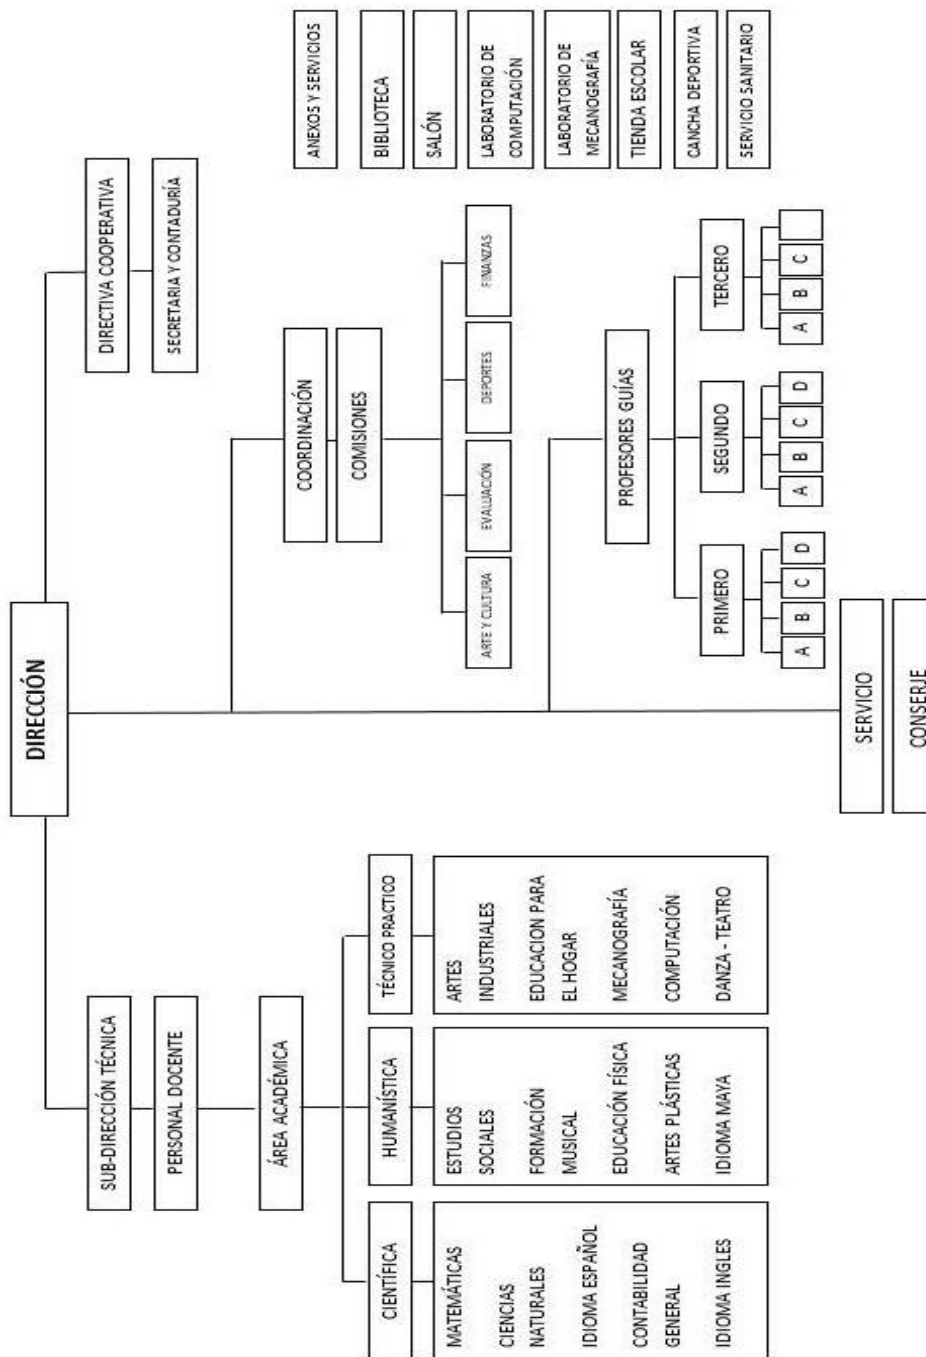 DIRECCIÓN
SUB-DIRECCIÓN TÉCNICA
PERSONAL DOCENTE
ÁREA ACADÉMICA
CIENTÍFICA
MATEMÁTICAS
CIENCIAS
NATURALES
IDIOMA ESPAÑOL
CONTABILIDAD
GENERAL
IDIOMA INGLES
HUMANÍSTICA
ESTUDIOS
SOCIALES
FORMACIÓN
MUSICAL
EDUCACIÓN FÍSICA
ARTES PLÁSTICAS
IDIOMA MAYA
TÉCNICO PRACTICO
ARTES
INDUSTRIALES
EDUCACION PARA
EL HOGAR
MECANOGRAFÍA
COMPUTACIÓN
DANZA - TEATRO
DIRECTIVA COOPERATIVA
SECRETARIA Y CONTADURÍA
COORDINACIÓN
COMISIONES
ARTE Y CULTURA
EVALUACIÓN
DEPORTES
FINANZAS
PROFESORES GUÍAS
PRIMERO
A
B
C
D
SEGUNDO
A
B
C
D
TERCERO
A
B
C
SERVICIO
CONSERJE
ANEXOS Y SERVICIOS
BIBLIOTECA
SALÓN
LABORATORIO DE
COMPUTACIÓN
LABORATORIO DE
MECANOGRAFÍA
TIENDA ESCOLAR
CANCHA DEPORTIVA
SERVICIO SANITARIO